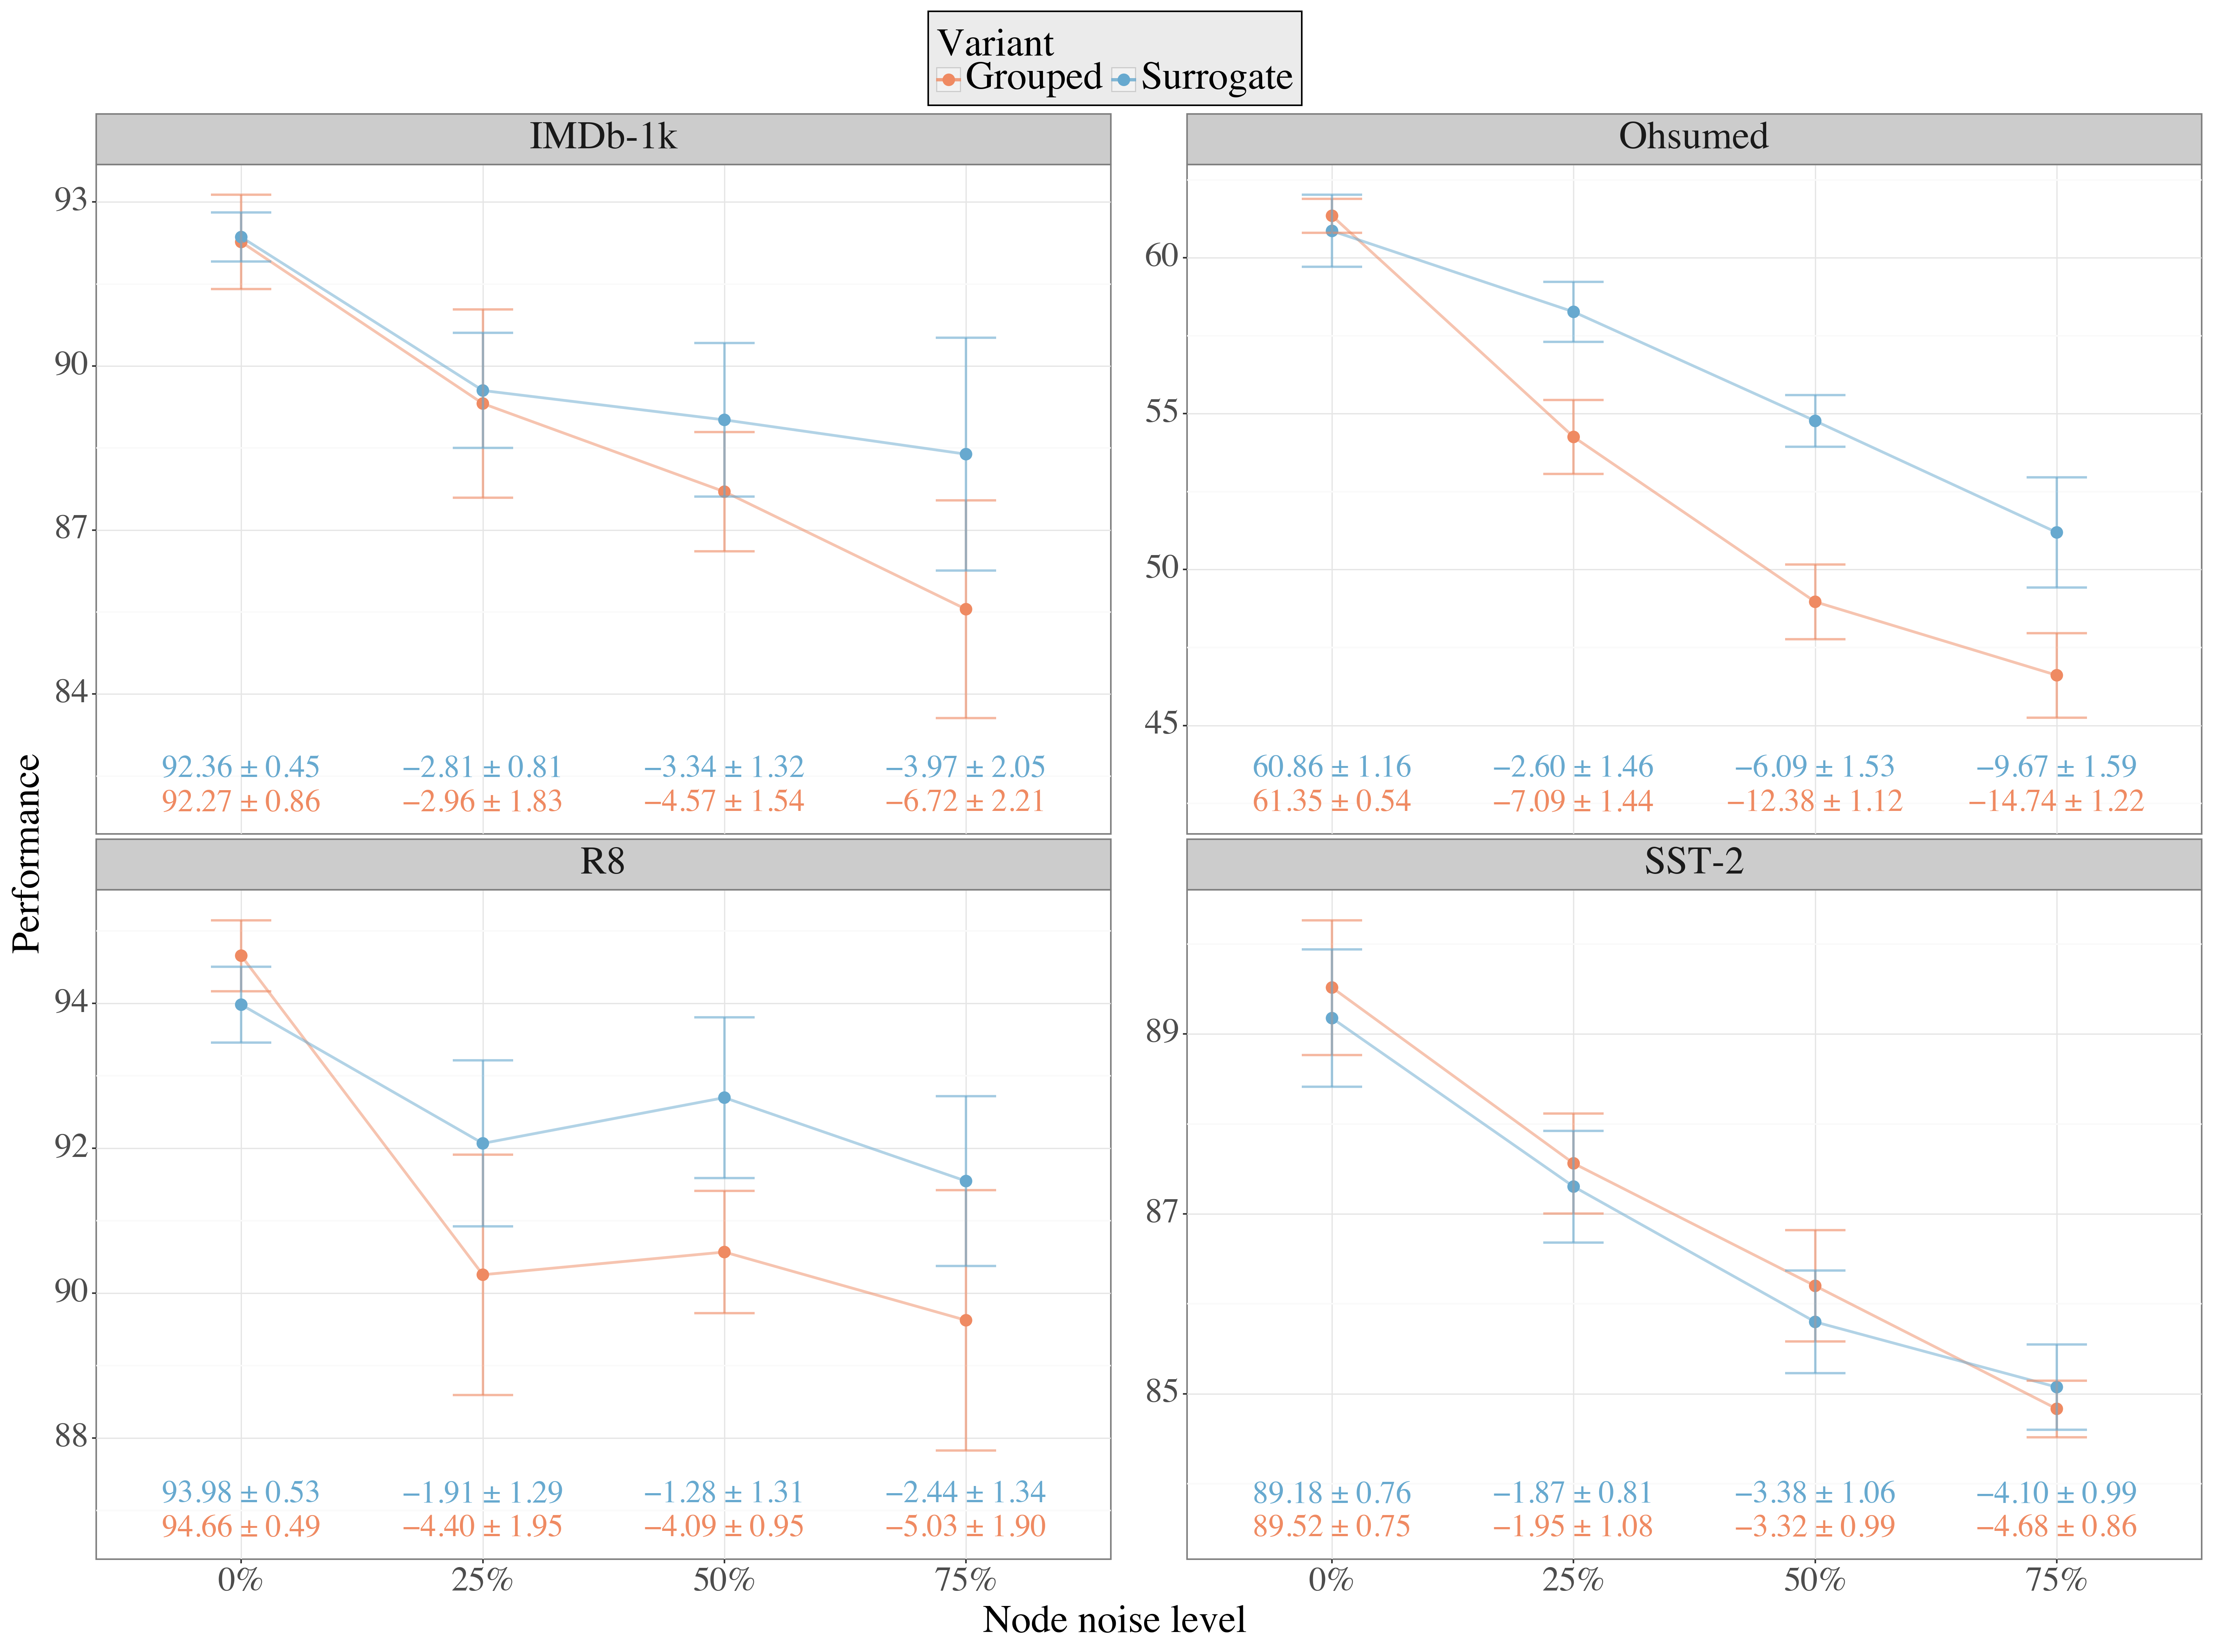 Variant
Grouped Surrogate
IMDb-1k
Ohsumed
93
90
87
84
92.36 ± 0.45 −2.81 ± 0.81 −3.34 ± 1.32 −3.97 ± 2.05
92.27 ± 0.86 −2.96 ± 1.83 −4.57 ± 1.54 −6.72 ± 2.21
60
55
50
45
60.86 ± 1.16 −2.60 ± 1.46 −6.09 ± 1.53 −9.67 ± 1.59
61.35 ± 0.54 −7.09 ± 1.44 −12.38 ± 1.12 −14.74 ± 1.22
Performance
R8
SST-2
94
92
90
88
93.98 ± 0.53 −1.91 ± 1.29 −1.28 ± 1.31 −2.44 ± 1.34
94.66 ± 0.49 −4.40 ± 1.95 −4.09 ± 0.95 −5.03 ± 1.90
89
87
85
89.18 ± 0.76 −1.87 ± 0.81 −3.38 ± 1.06 −4.10 ± 0.99
89.52 ± 0.75 −1.95 ± 1.08 −3.32 ± 0.99 −4.68 ± 0.86
0% 25% 50% 75%
0% 25% 50% 75%
Node noise level